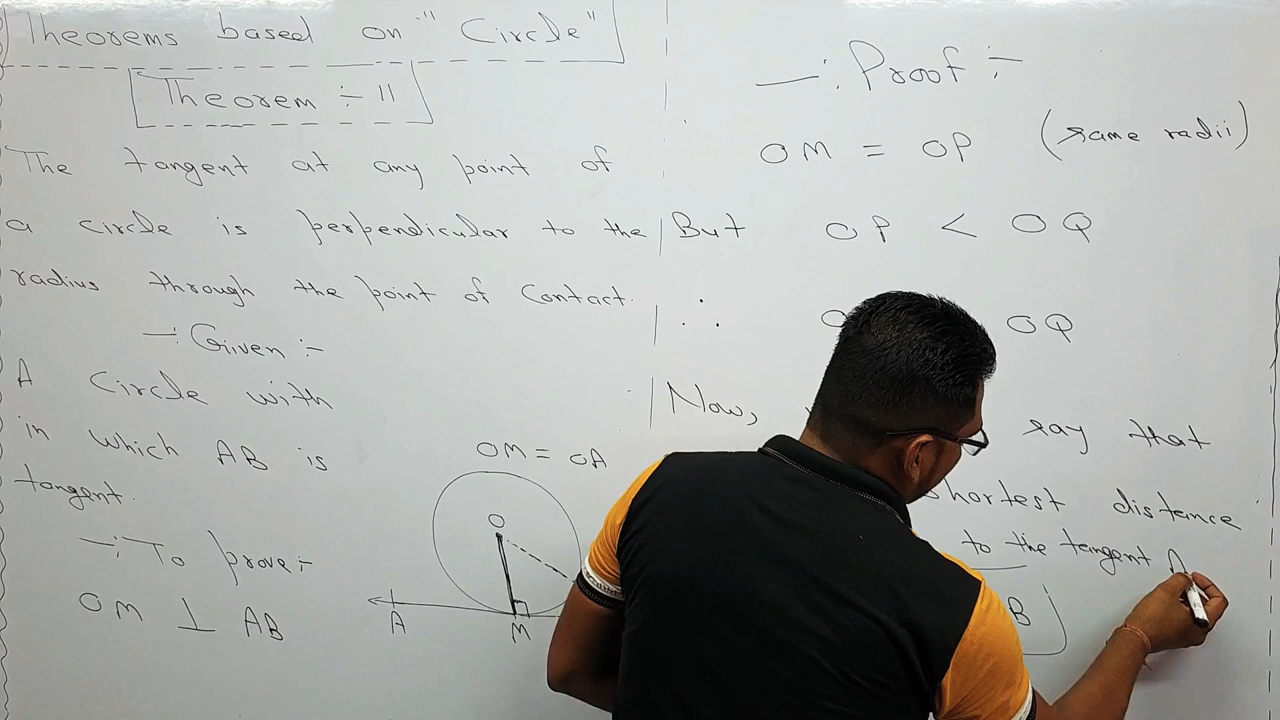 Theorems based on "Circle"
Theorem :- 11
The tangent at any point of
a circle is perpendicular to the
radius through the point of contact.
-: Given :-
A circle with
in which AB is
tangent.
-: To prove :-
OM ⊥ AB
OM = OA
O
A
M
-: Proof :-
OM = OP (same radii)
But OP < OQ
∴ O OQ
Now, say that
shortest distance
to the tangent A
B